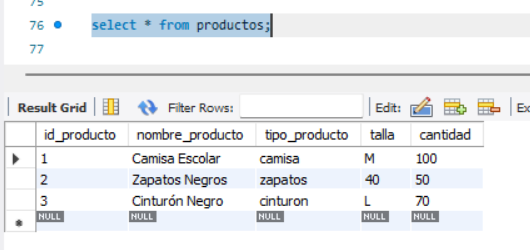 75
76 select * from productos;
77
Result Grid Filter Rows: Edit: Ex
id_producto nombre_producto tipo_producto talla cantidad
1 Camisa Escolar camisa M 100
2 Zapatos Negros zapatos 40 50
3 Cinturón Negro cinturon L 70
NULL NULL NULL NULL NULL